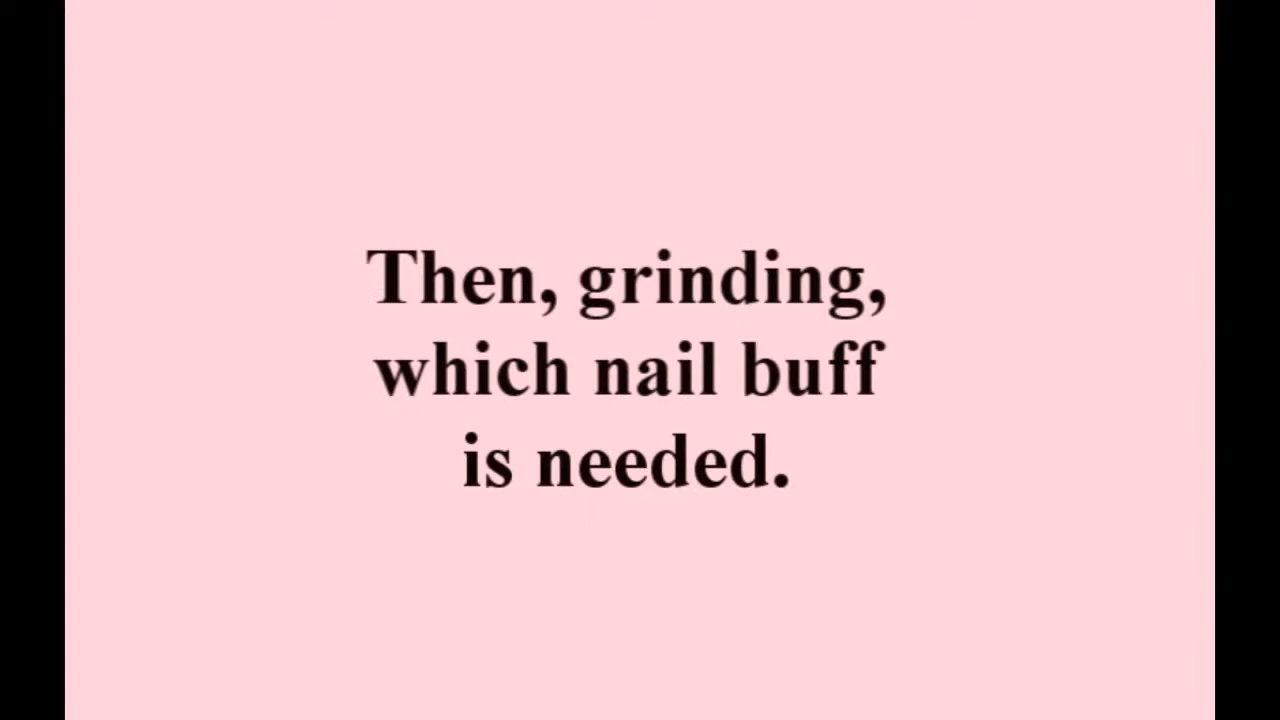 Then, grinding,
which nail buff
is needed.